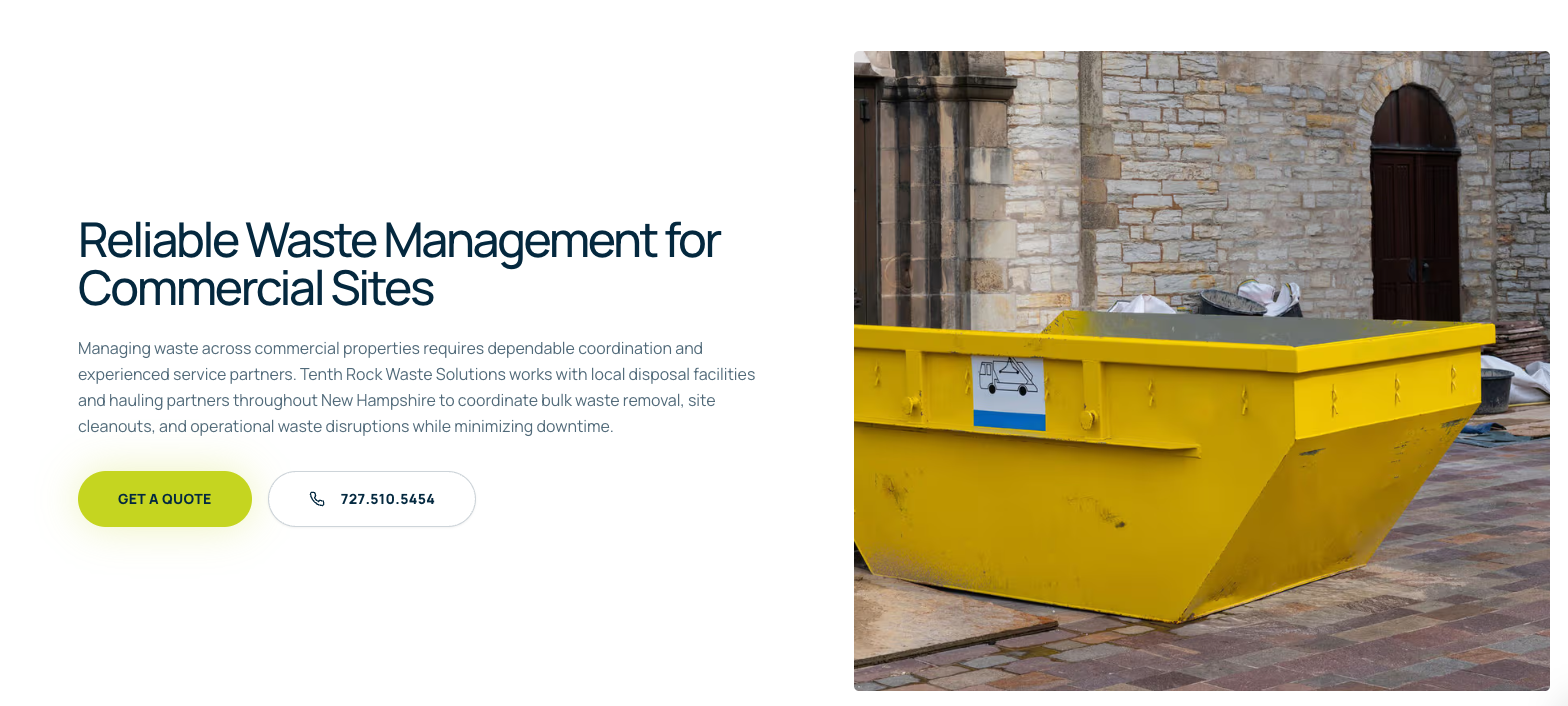 Reliable Waste Management for
Commercial Sites
Managing waste across commercial properties requires dependable coordination and
experienced service partners. Tenth Rock Waste Solutions works with local disposal facilities
and hauling partners throughout New Hampshire to coordinate bulk waste removal, site
cleanouts, and operational waste disruptions while minimizing downtime.
GET A QUOTE
727.510.5454